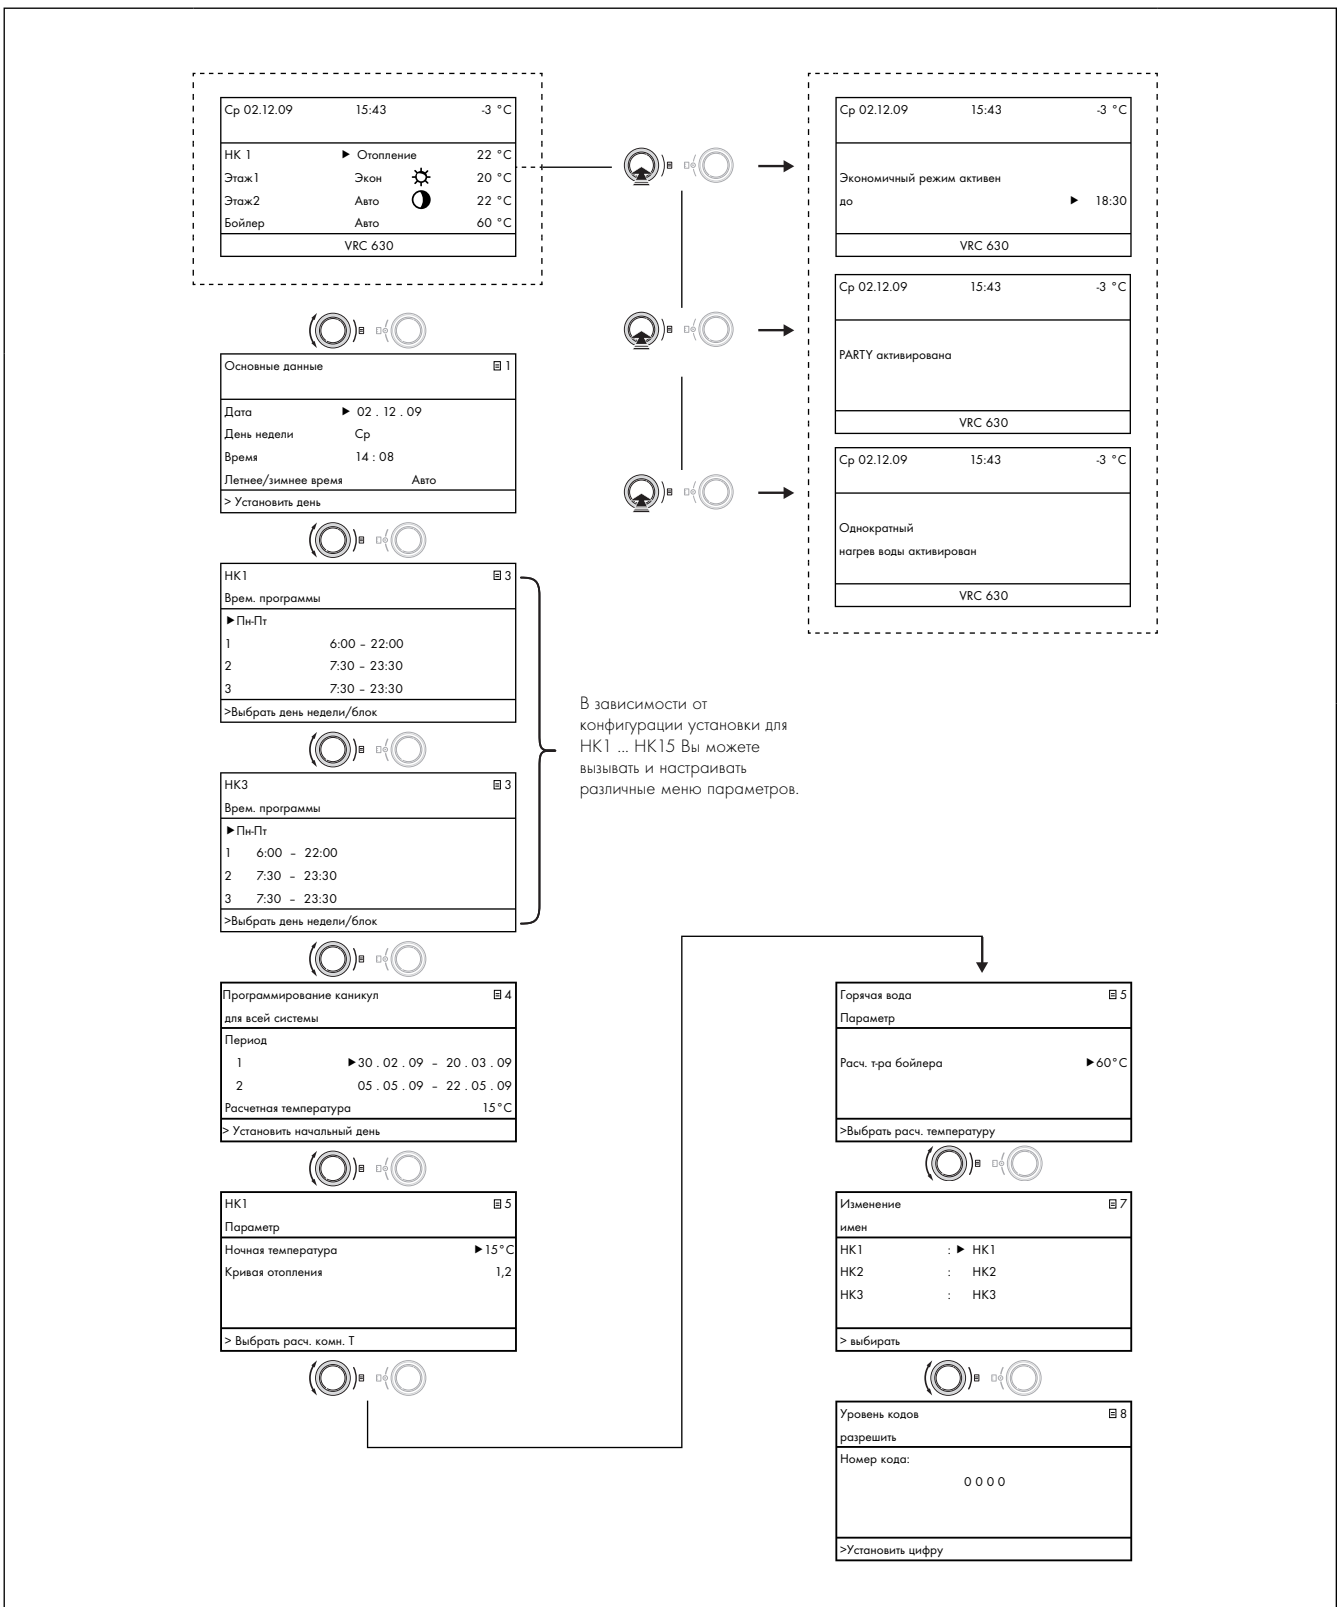 Ср 02.12.09 15:43 -3 °C
НК 1 ▶ Отопление 22 °C
Этаж1 Экон 20 °C
Этаж2 Авто 22 °C
Бойлер Авто 60 °C
VRC 630
Основные данные 1
Дата ▶ 02 . 12 . 09
День недели Ср
Время 14 : 08
Летнее/зимнее время Авто
> Установить день
НК1 3
Врем. программы
▶Пн-Пт
1 6:00 – 22:00
2 7:30 – 23:30
3 7:30 – 23:30
>Выбрать день недели/блок
НК3 3
Врем. программы
▶Пн-Пт
1 6:00 – 22:00
2 7:30 – 23:30
3 7:30 – 23:30
>Выбрать день недели/блок
Программирование каникул 4
для всей системы
Период
1 ▶30 . 02 . 09 – 20 . 03 . 09
2 05 . 05 . 09 – 22 . 05 . 09
Расчетная температура 15°C
> Установить начальный день
НК1 5
Параметр
Ночная температура ▶15°C
Кривая отопления 1,2
> Выбрать расч. комн. Т
Ср 02.12.09 15:43 -3 °C
Экономичный режим активен
до ▶ 18:30
VRC 630
Ср 02.12.09 15:43 -3 °C
PARTY активирована
VRC 630
Ср 02.12.09 15:43 -3 °C
Однократный
нагрев воды активирован
VRC 630
В зависимости от
конфигурации установки для
НК1 ... НК15 Вы можете
вызывать и настраивать
различные меню параметров.
Горячая вода 5
Параметр
Расч. т-ра бойлера ▶60°C
>Выбрать расч. температуру
Изменение 7
имен
НК1 : ▶ НК1
НК2 : НК2
НК3 : НК3
> выбирать
Уровень кодов 8
разрешить
Номер кода:
0 0 0 0
>Установить цифру